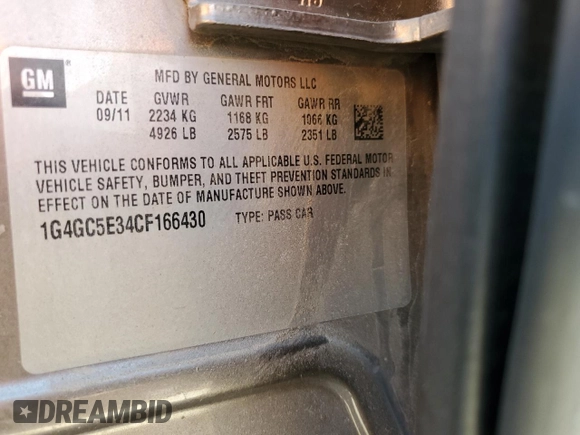 GM
MFD BY GENERAL MOTORS LLC
DATE GVWR GAWR FRT GAWR RR
09/11 2234 KG 1168 KG 1066 KG
4926 LB 2575 LB 2351 LB
THIS VEHICLE CONFORMS TO ALL APPLICABLE U.S. FEDERAL MOTOR
VEHICLE SAFETY, BUMPER, AND THEFT PREVENTION STANDARDS IN
EFFECT ON THE DATE OF MANUFACTURE SHOWN ABOVE.
1G4GC5E34CF166430 TYPE: PASS CAR
DREAMBID